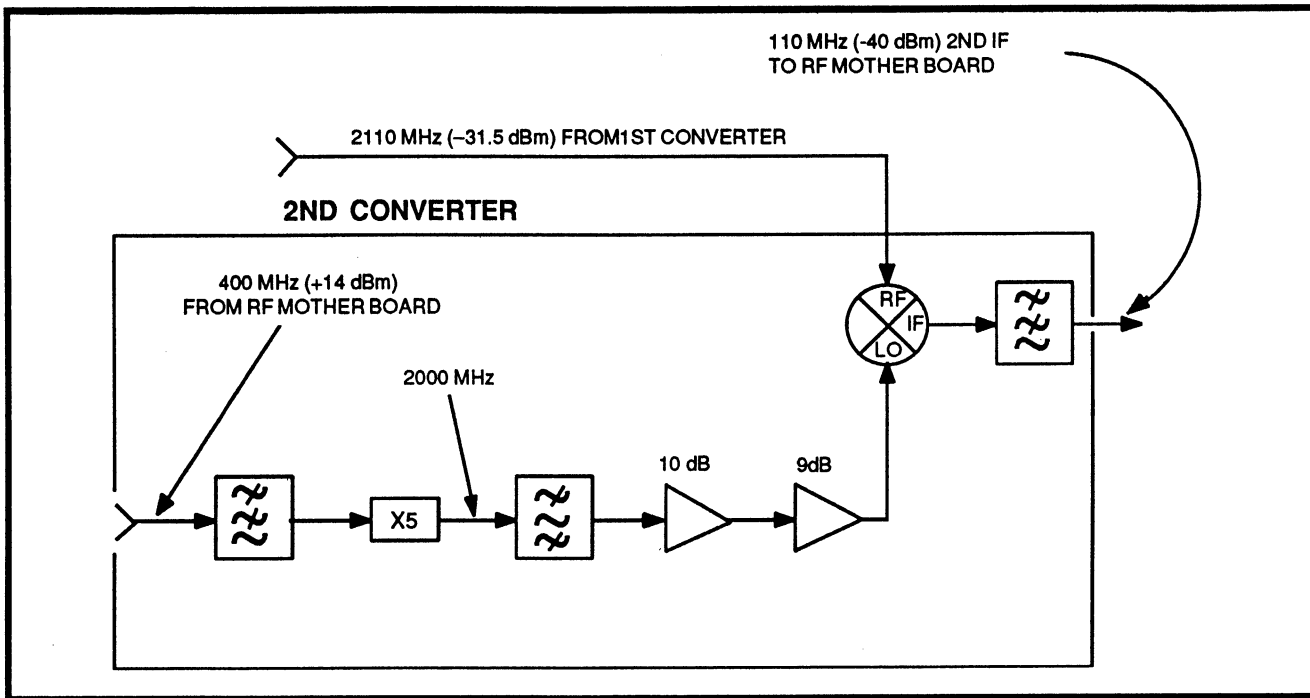 110 MHz (-40 dBm) 2ND IF
TO RF MOTHER BOARD
2110 MHz (–31.5 dBm) FROM1ST CONVERTER
2ND CONVERTER
400 MHz (+14 dBm)
FROM RF MOTHER BOARD
RF
IF
LO
2000 MHz
10 dB
9dB
X5